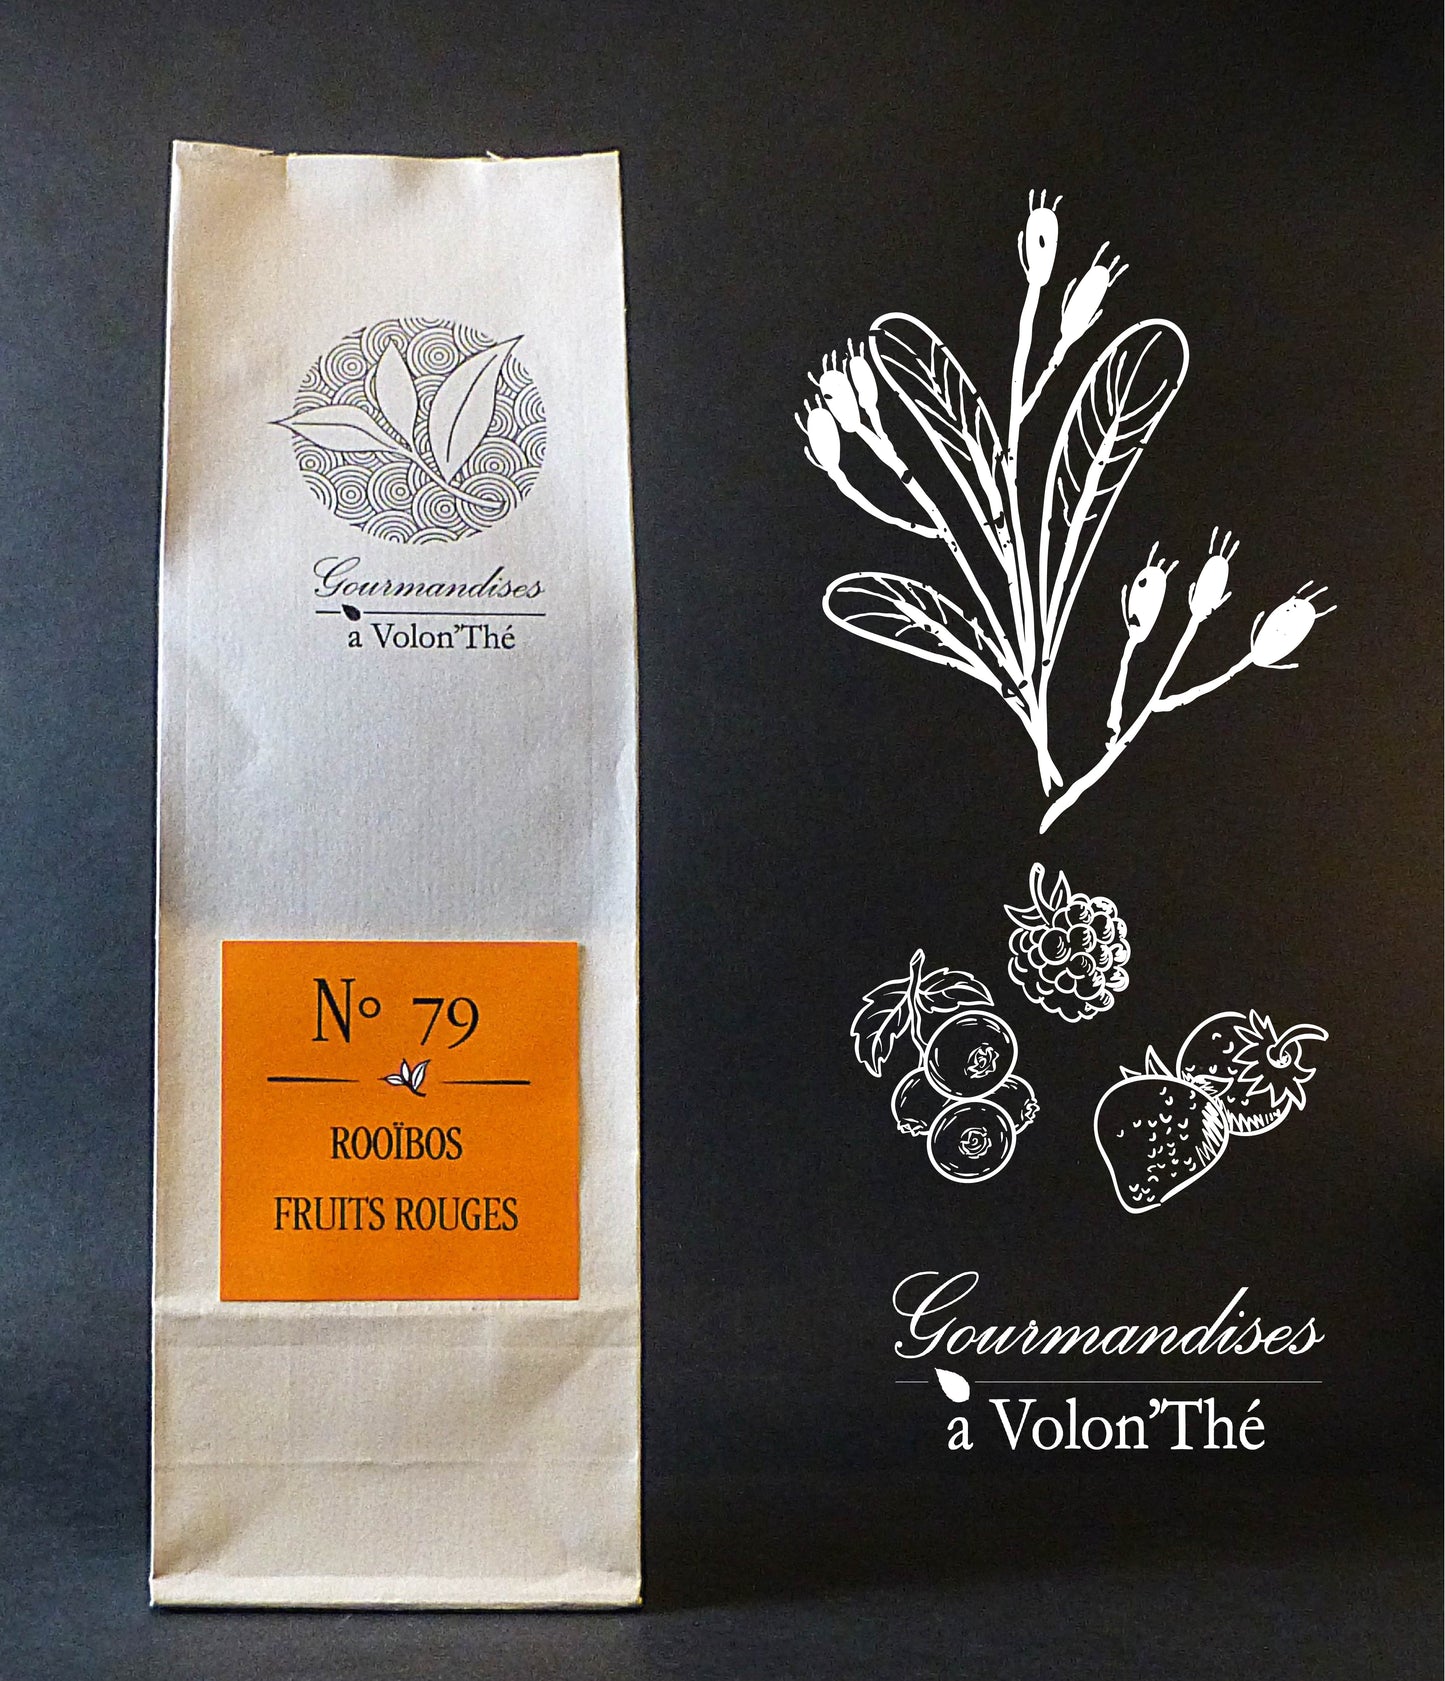 Gourmandises
a Volon'Thé
N° 79
ROOÏBOS
FRUITS ROUGES
Gourmandises
a Volon'Thé